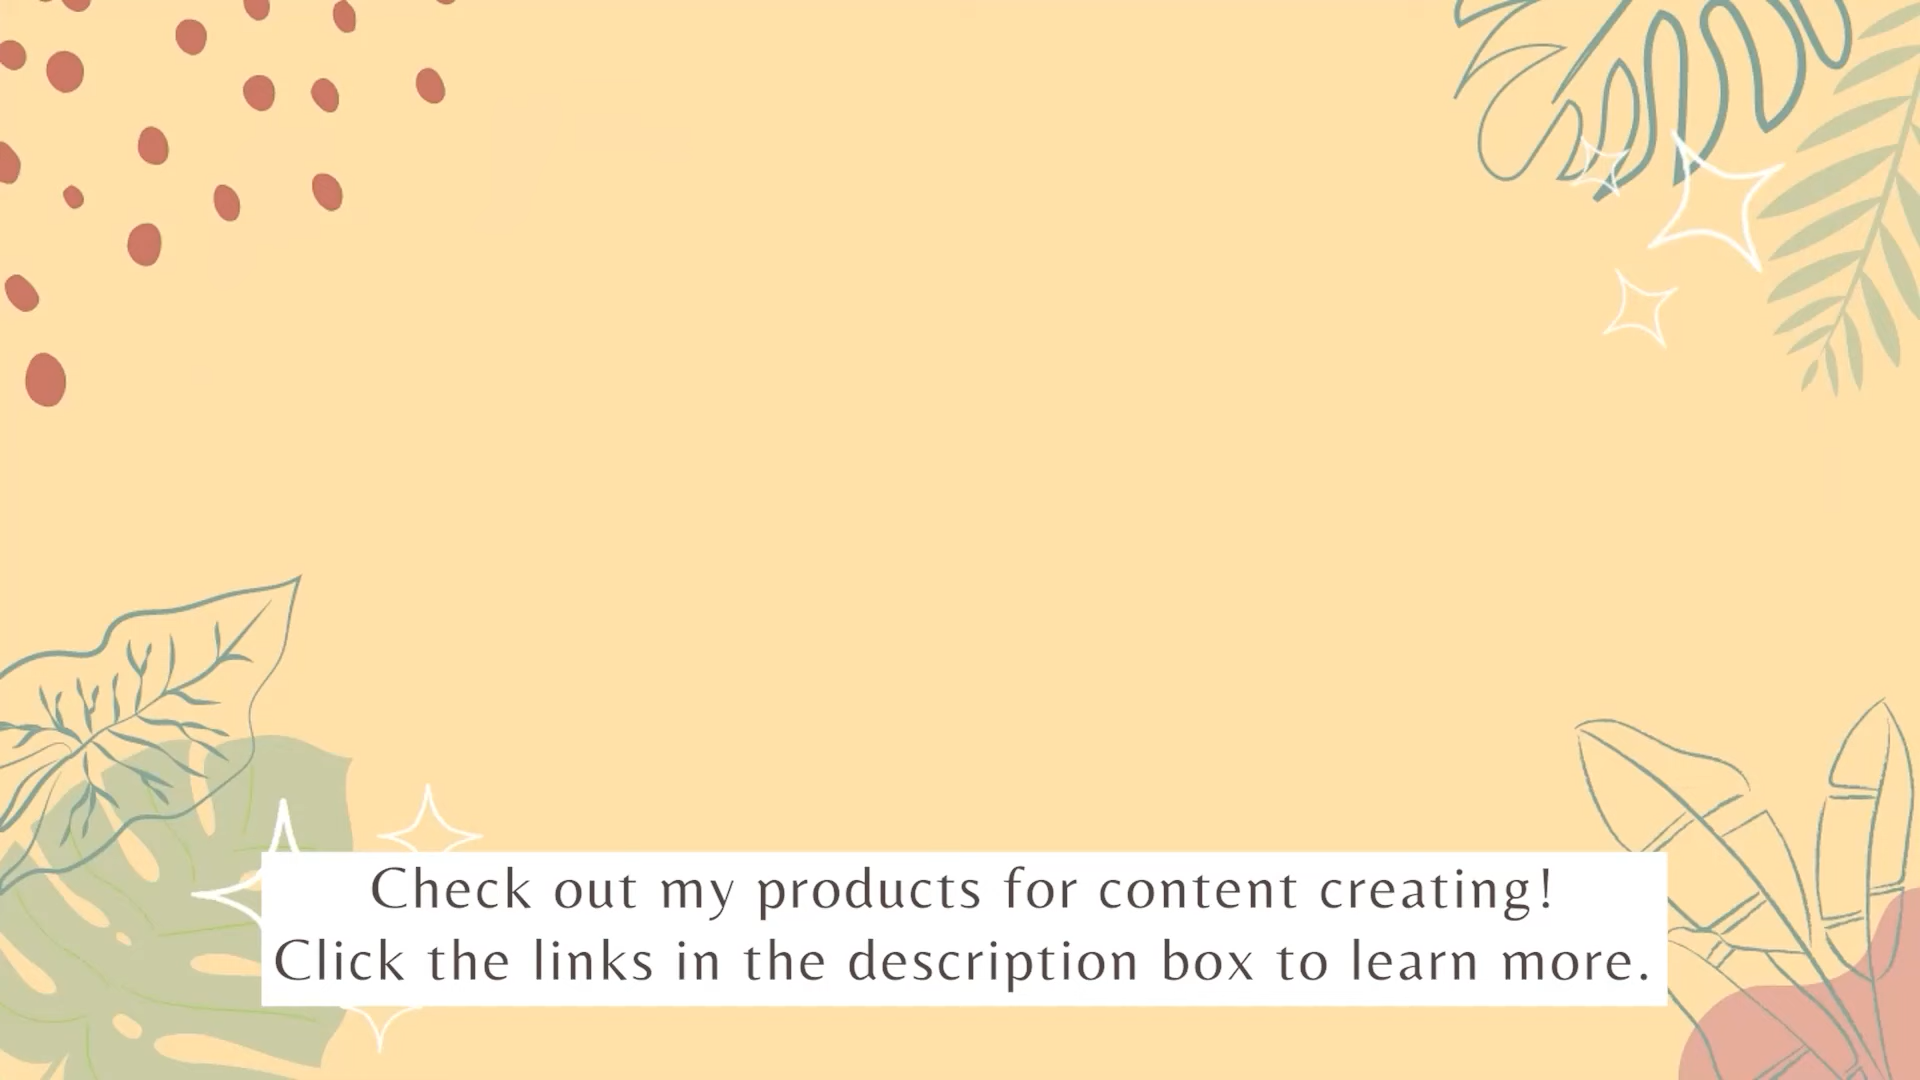 Check out my products for content creating!
Click the links in the description box to learn more.